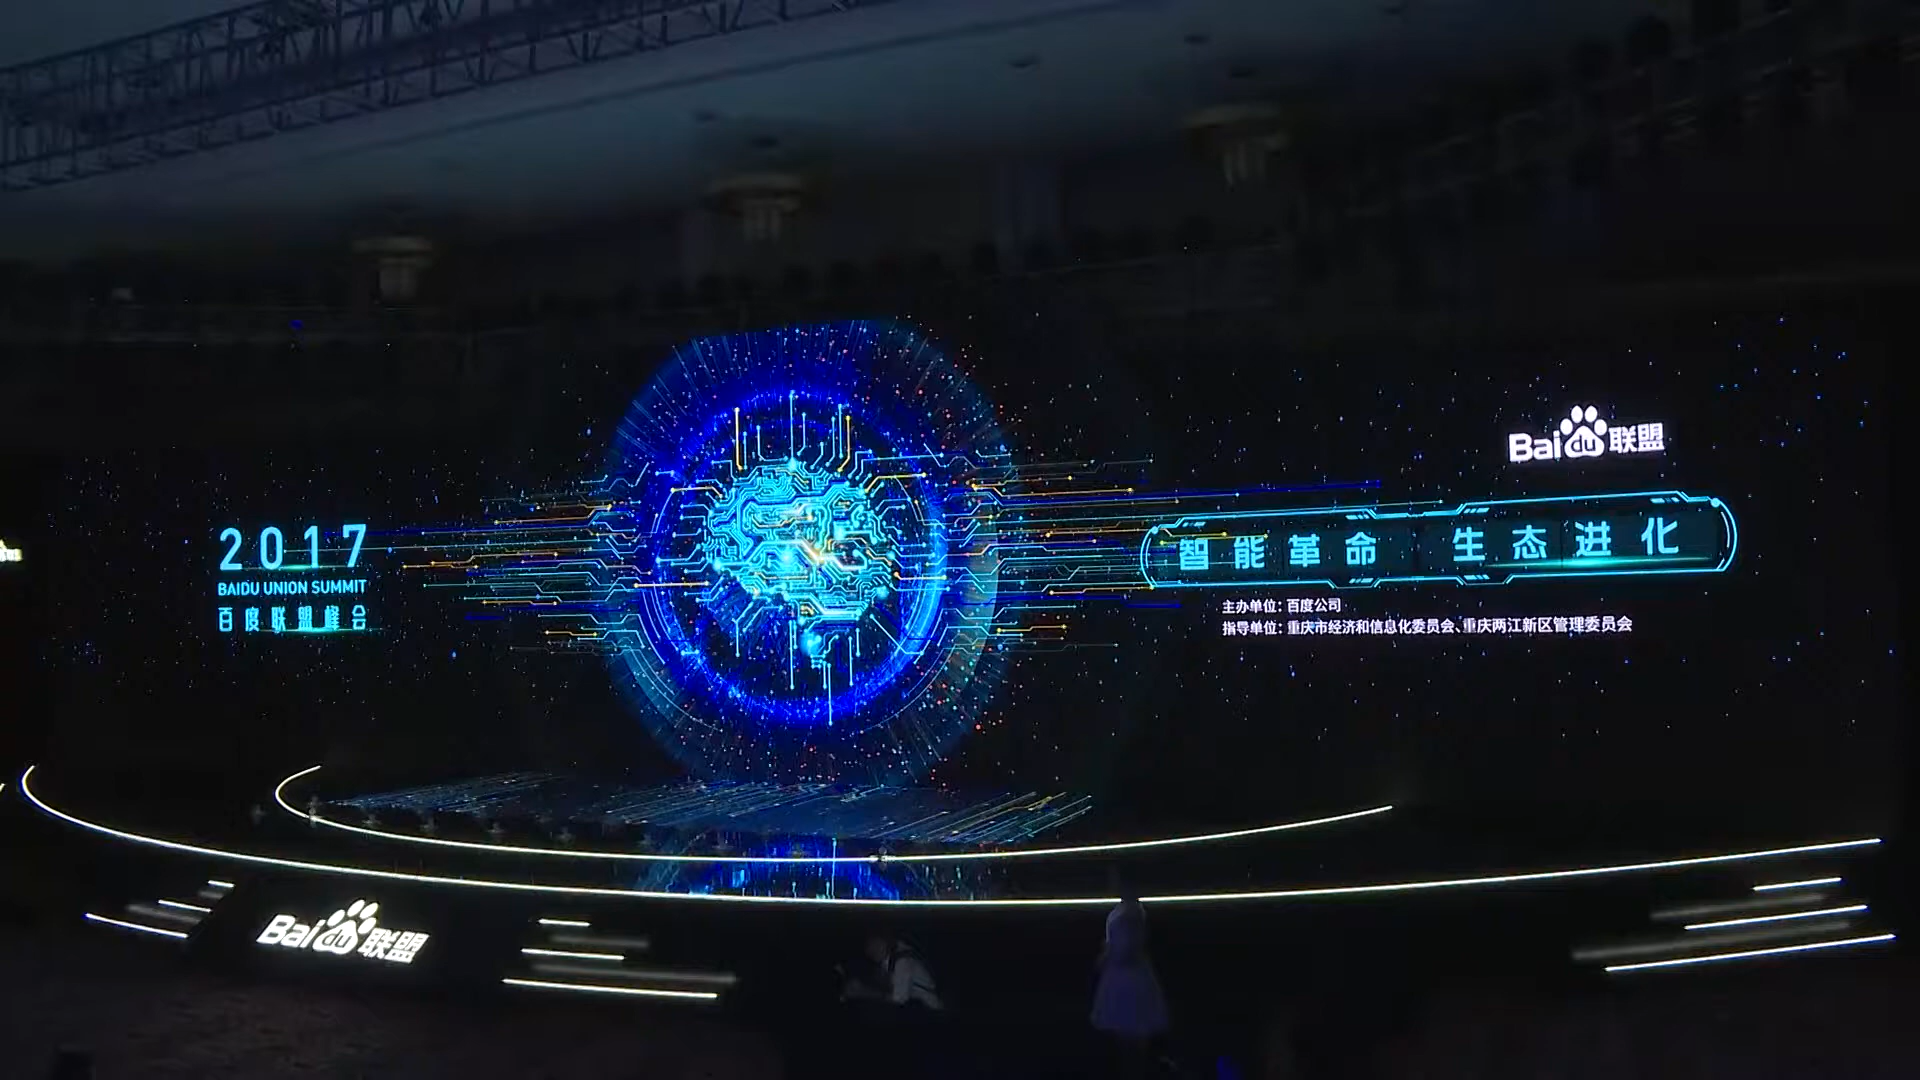 2017
BAIDU UNION SUMMIT
百度联盟峰会
Bai du 联盟
智能革命 生态进化
主办单位：百度公司
指导单位：重庆市经济和信息化委员会、重庆两江新区管理委员会
Bai du 联盟